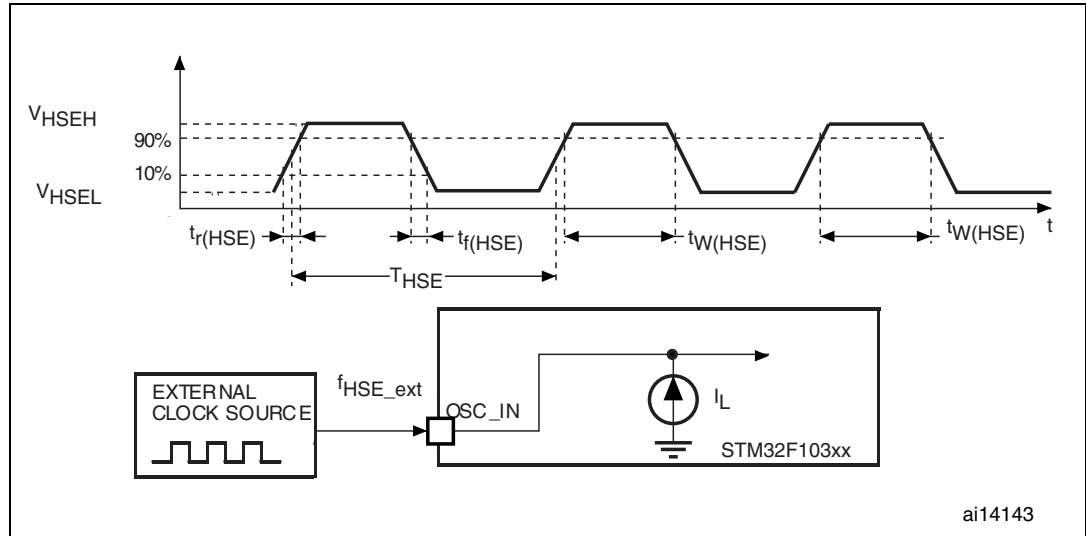 VHSEH
90%
10%
VHSEL
tr(HSE)
tf(HSE)
tW(HSE)
tW(HSE)
t
THSE
EXTERNAL
CLOCK SOURCE
fHSE_ext
OSC_IN
IL
STM32F103xx
ai14143